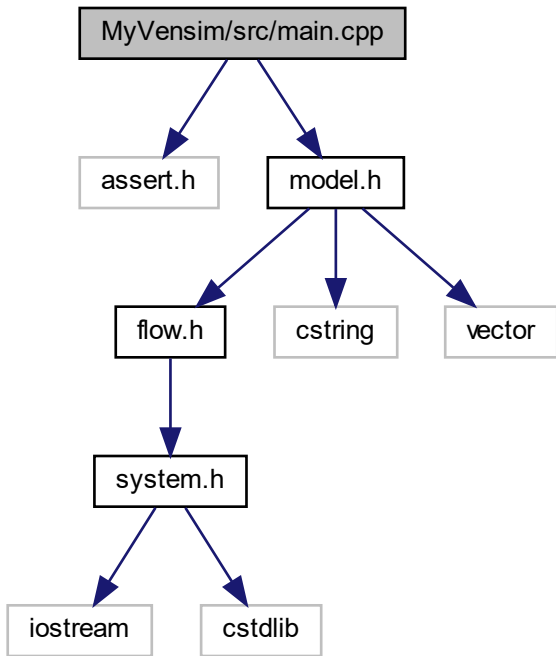 MyVensim/src/main.cpp
assert.h
model.h
flow.h
cstring
vector
system.h
iostream
cstdlib